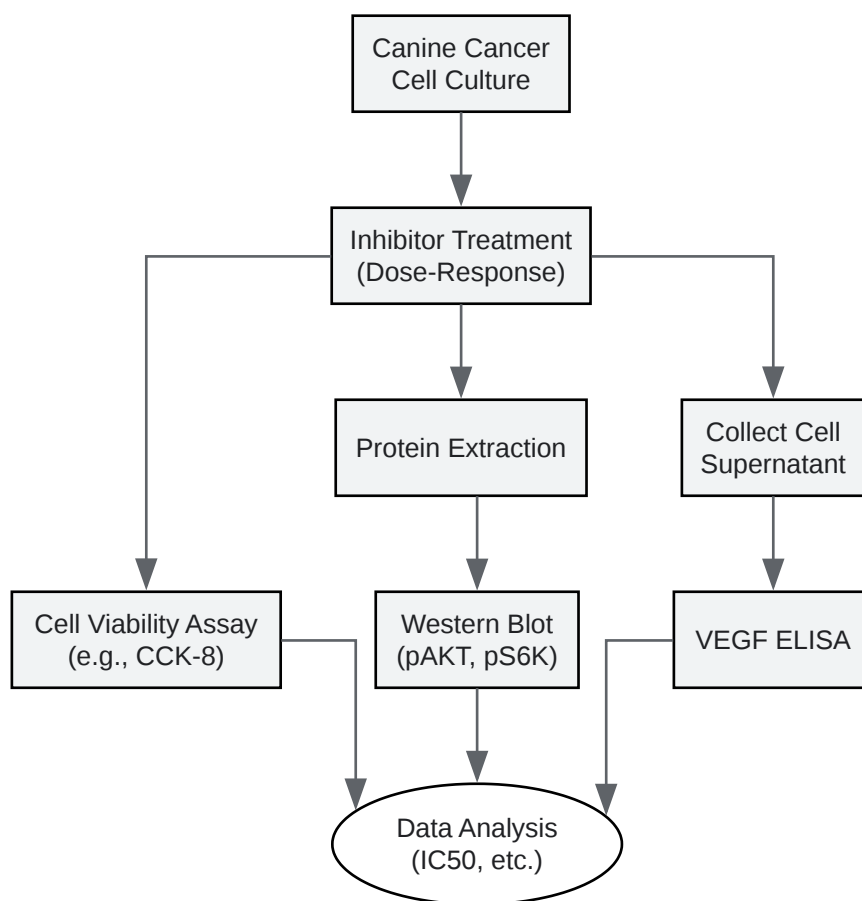 Canine Cancer
Cell Culture
Inhibitor Treatment
(Dose-Response)
Protein Extraction
Collect Cell
Supernatant
Cell Viability Assay
(e.g., CCK-8)
Western Blot
(pAKT, pS6K)
VEGF ELISA
Data Analysis
(IC50, etc.)